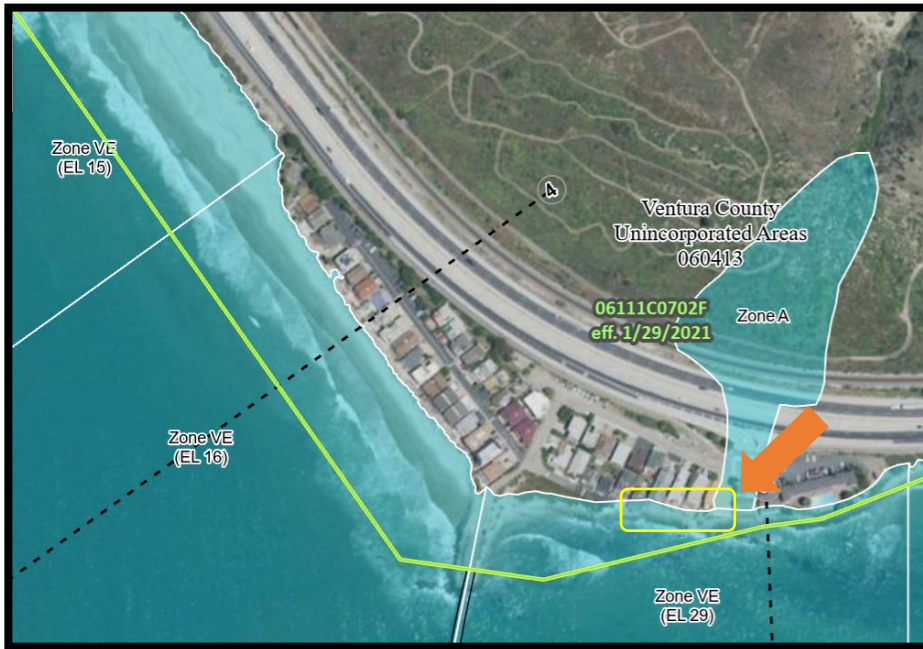 Zone VE
(EL 15)
4
Ventura County
Unincorporated Areas
060413
06111C0702F
eff. 1/29/2021
Zone A
Zone VE
(EL 16)
Zone VE
(EL 29)